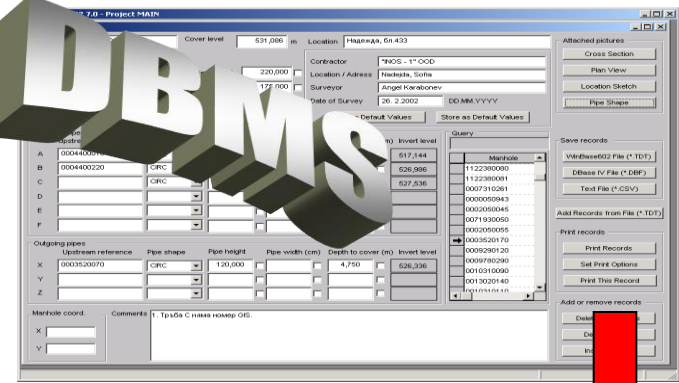 7.0 - Project MAIN
Cover level 531,086 m Location Надежда, бл.433
Attached pictures
Cross Section
Plan View
Location Sketch
Pipe Shape
Contractor "INOS - 1" OOD
220,000 Location / Adress Nadejda, Sofia
Surveyor Angel Karabonev
Date of Survey 26. 2.2002 DD.MM.YYYY
Default Values Store as Default Values
DBMS
Invert level
A 517,144
B 0004400220 CIRC 526,986
C CIRC 527,536
D
E
F
Query
Manhole
1122380080
1122380081
0007310261
0000050943
0002050045
0071930050
0002050055
0003520170
0009290120
0009780290
0010310090
0013020140
0010310110
Save records
WinBase602 File (*.TDT)
DBase IV File (*.DBF)
Text File (*.CSV)
Add Records from File (*.TDT)
Print records
Print Records
Set Print Options
Print This Record
Outgoing pipes
Upstream reference Pipe shape Pipe height Pipe width (cm) Depth to cover (m) Invert level
X 0003520070 CIRC 120,000 4,750 526,336
Y
Z
Add or remove records
Manhole coord.
X
Y
Comments 1. Тръба С няма номер GIS.